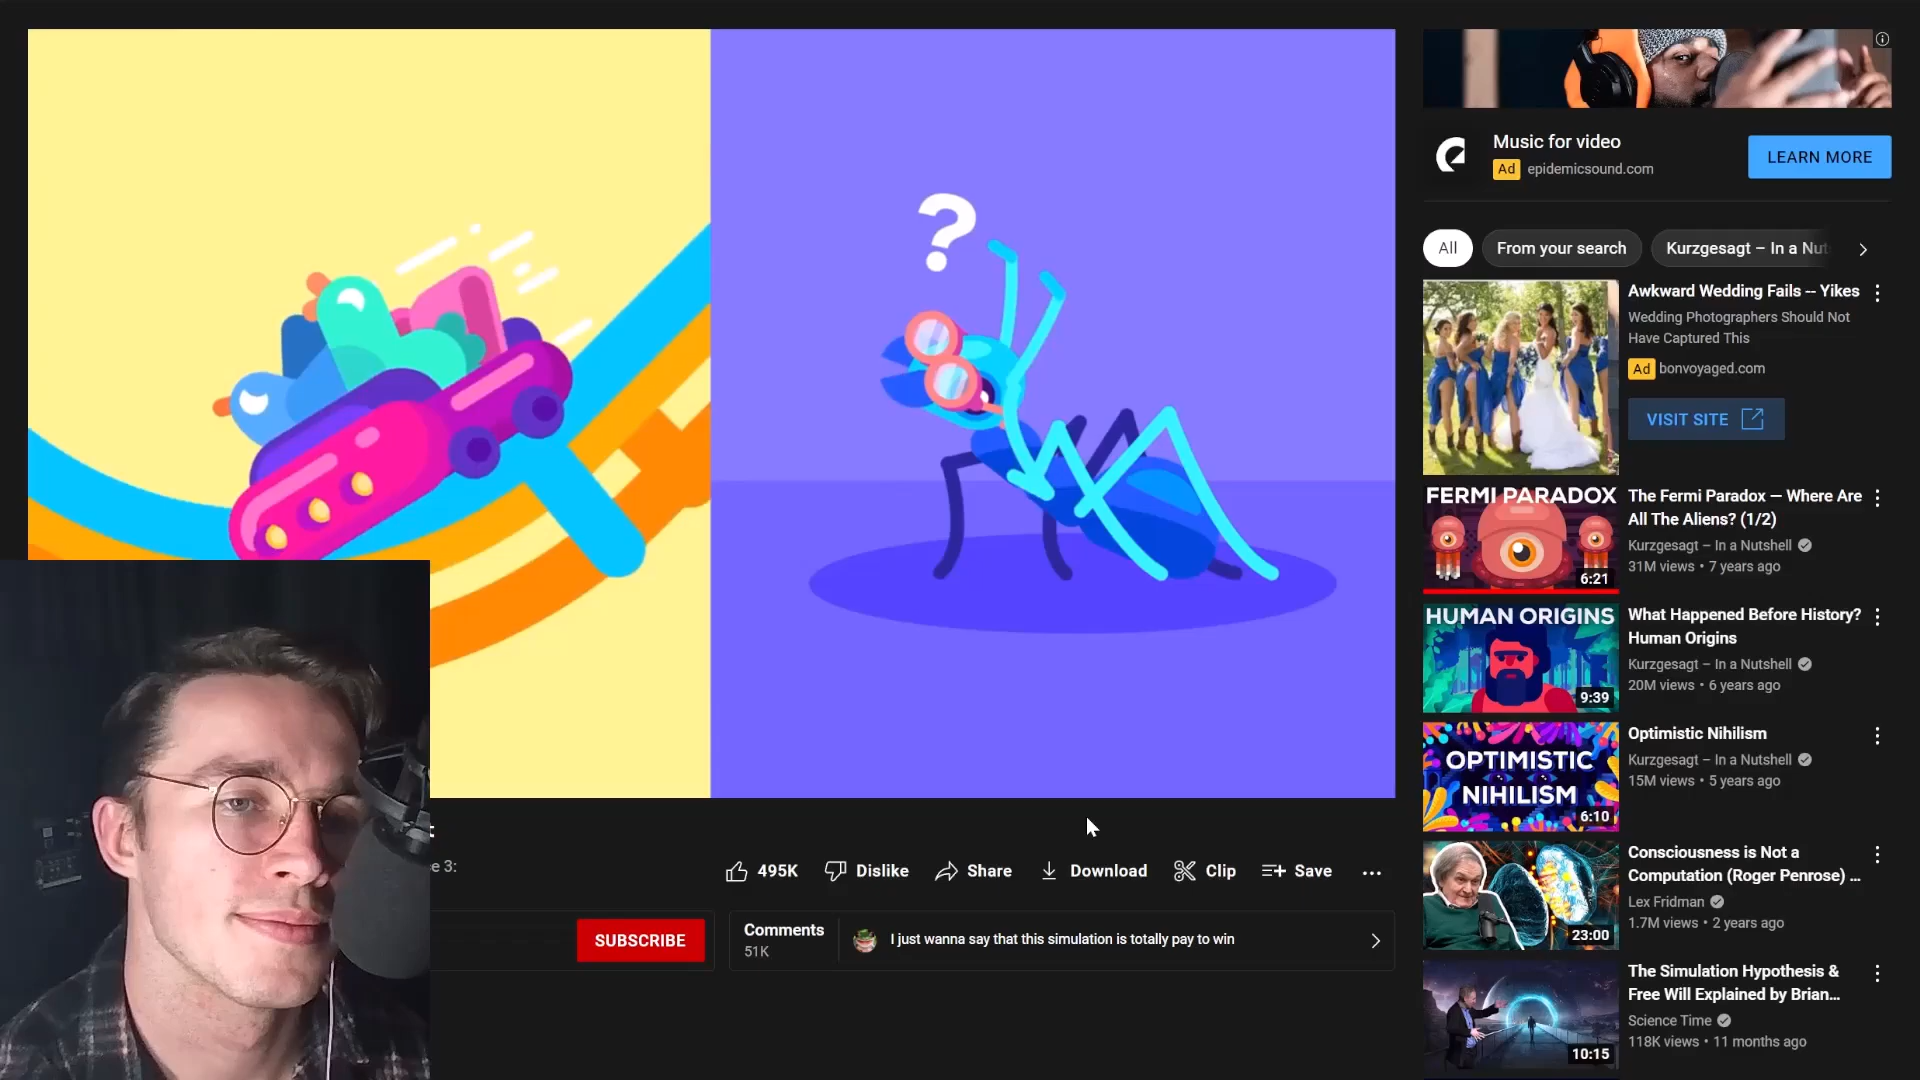 ?
Music for video
Ad epidemicsound.com
LEARN MORE
All
From your search
Kurzgesagt – In a Nut
Awkward Wedding Fails -- Yikes
Wedding Photographers Should Not
Have Captured This
Ad bonvoyaged.com
VISIT SITE
FERMI PARADOX
6:21
The Fermi Paradox — Where Are
All The Aliens? (1/2)
Kurzgesagt – In a Nutshell
31M views • 7 years ago
HUMAN ORIGINS
9:39
What Happened Before History?
Human Origins
Kurzgesagt – In a Nutshell
20M views • 6 years ago
OPTIMISTIC
NIHILISM
6:10
Optimistic Nihilism
Kurzgesagt – In a Nutshell
15M views • 5 years ago
23:00
Consciousness is Not a
Computation (Roger Penrose) ...
Lex Fridman
1.7M views • 2 years ago
10:15
The Simulation Hypothesis &
Free Will Explained by Brian...
Science Time
118K views • 11 months ago
e 3:
495K
Dislike
Share
Download
Clip
Save
SUBSCRIBE
Comments
51K
I just wanna say that this simulation is totally pay to win